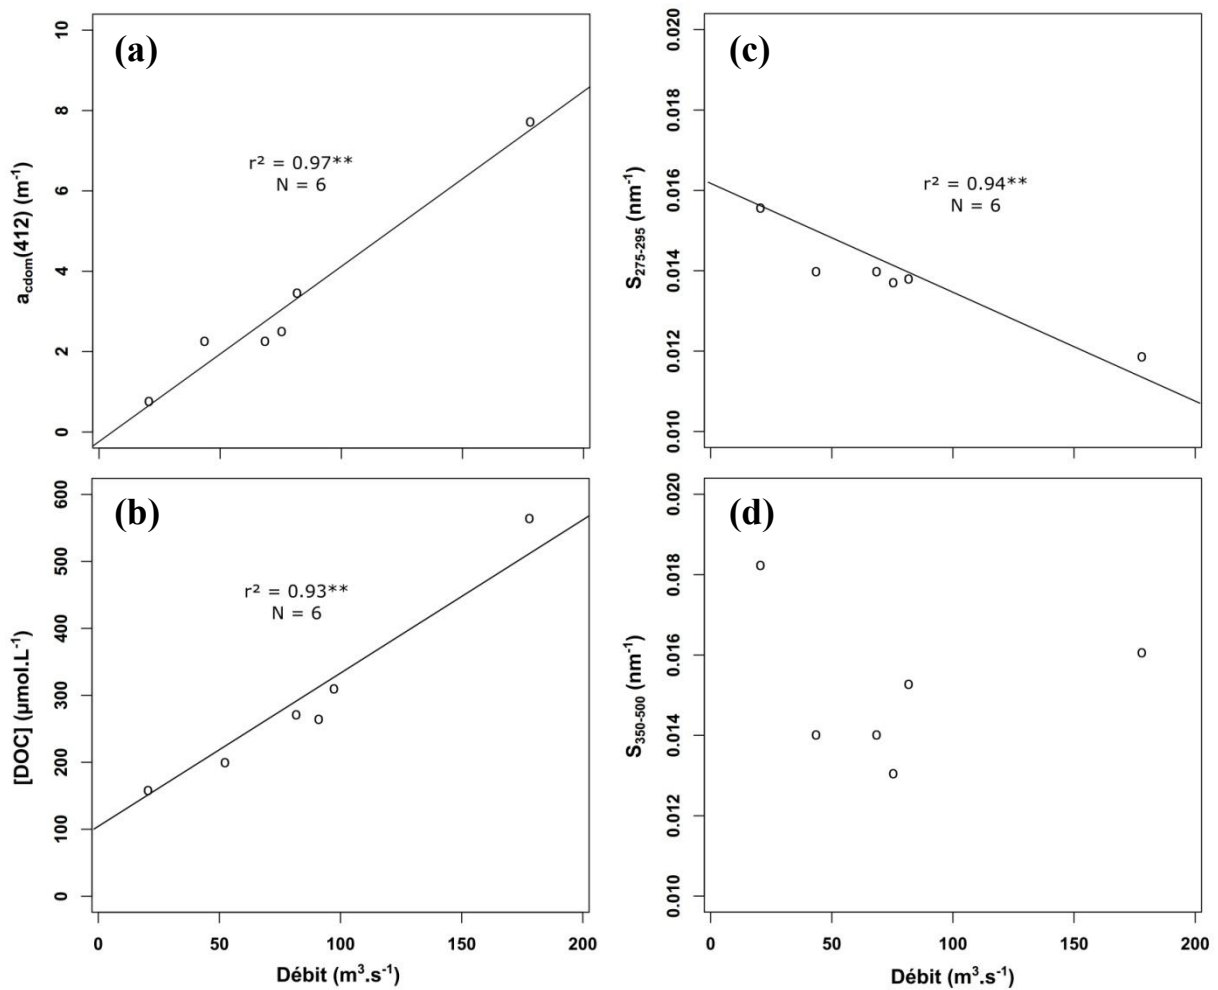 (a)
10
8
6
4
2
0
a_cdom(412) (m⁻¹)
r² = 0.97**
N = 6
(c)
0.020
0.018
0.016
0.014
0.012
0.010
S₂₇₅₋₂₉₅ (nm⁻¹)
r² = 0.94**
N = 6
(b)
600
500
400
300
200
100
0
[DOC] (µmol.L⁻¹)
r² = 0.93**
N = 6
0 50 100 150 200
Débit (m³.s⁻¹)
(d)
0.020
0.018
0.016
0.014
0.012
0.010
S₃₅₀₋₅₀₀ (nm⁻¹)
0 50 100 150 200
Débit (m³.s⁻¹)